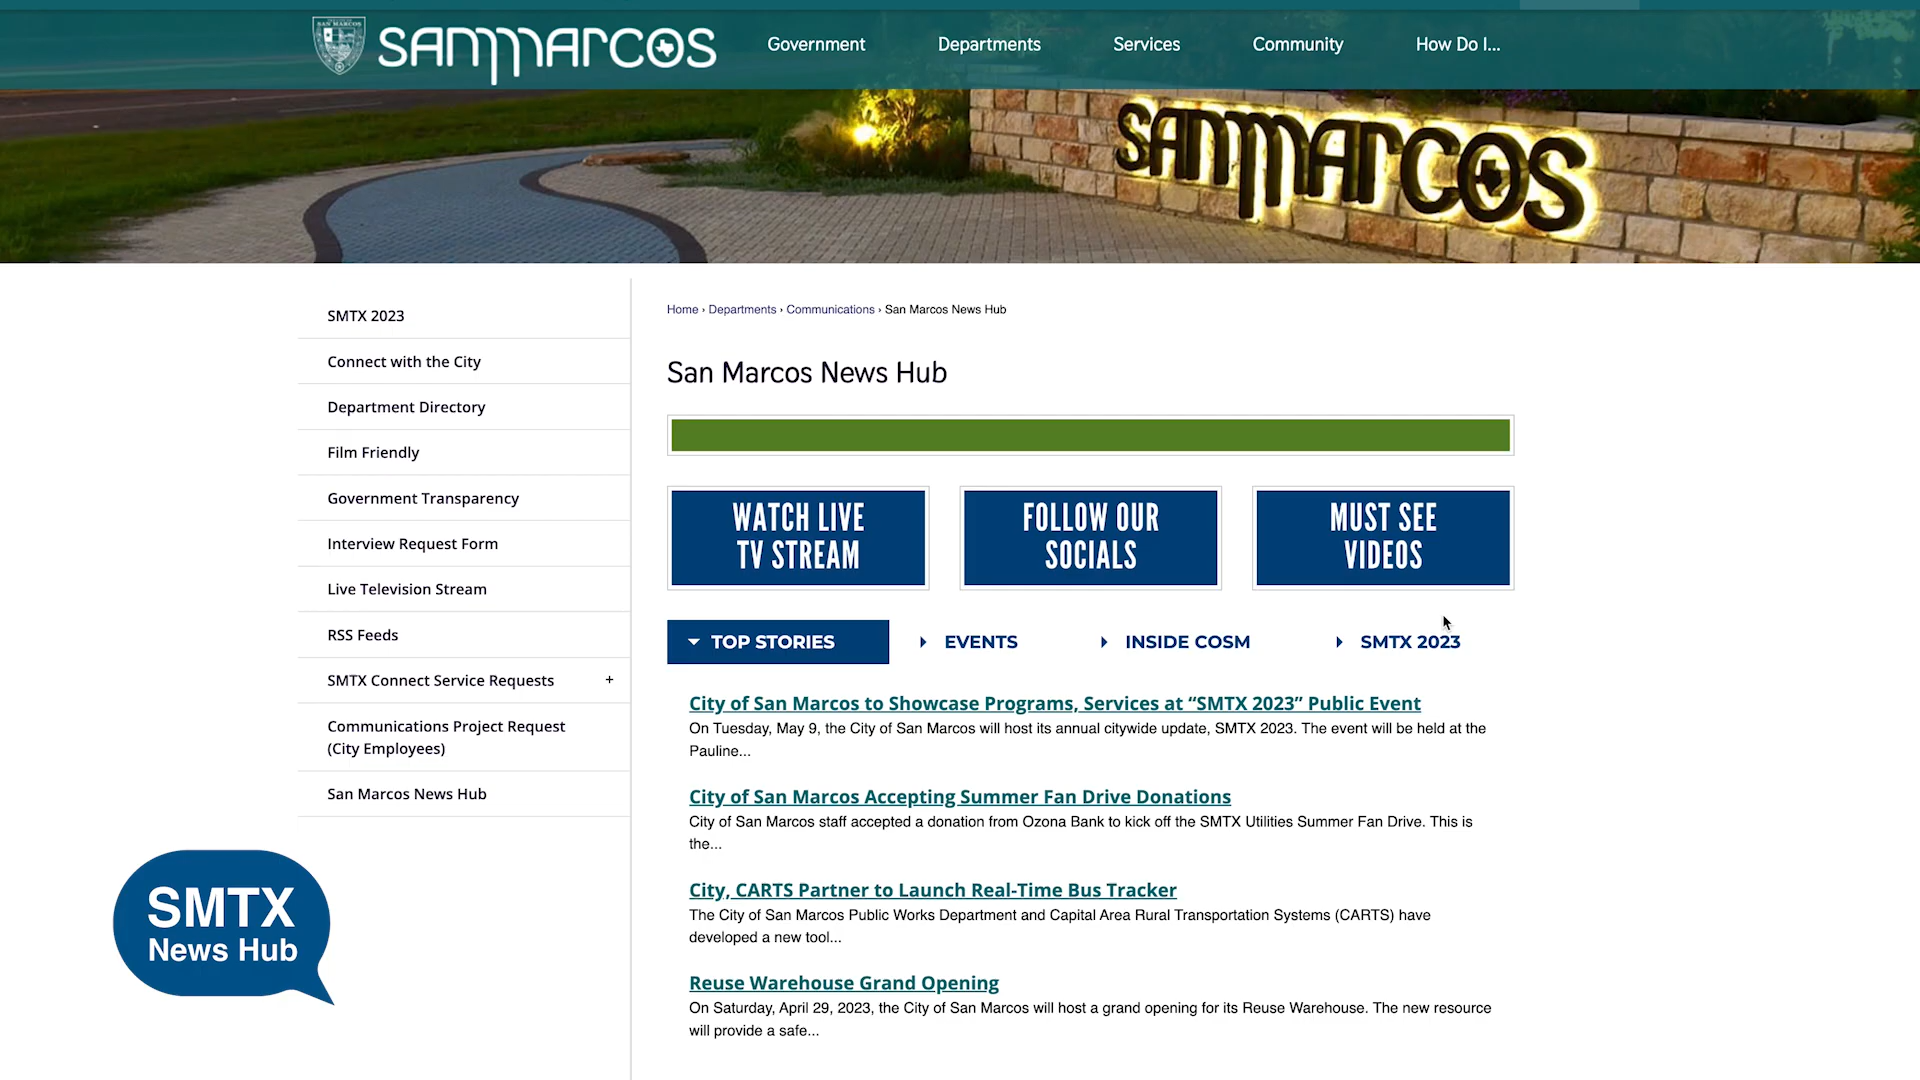 SAN MARCOS
SANMARCOS
Government
Departments
Services
Community
How Do I...
SANMARCOS
SMTX 2023
Connect with the City
Department Directory
Film Friendly
Government Transparency
Interview Request Form
Live Television Stream
RSS Feeds
SMTX Connect Service Requests +
Communications Project Request
(City Employees)
San Marcos News Hub
SMTX
News Hub
Home › Departments › Communications › San Marcos News Hub
San Marcos News Hub
WATCH LIVE
TV STREAM
FOLLOW OUR
SOCIALS
MUST SEE
VIDEOS
TOP STORIES
EVENTS
INSIDE COSM
SMTX 2023
City of San Marcos to Showcase Programs, Services at “SMTX 2023” Public Event
On Tuesday, May 9, the City of San Marcos will host its annual citywide update, SMTX 2023. The event will be held at the
Pauline...
City of San Marcos Accepting Summer Fan Drive Donations
City of San Marcos staff accepted a donation from Ozona Bank to kick off the SMTX Utilities Summer Fan Drive. This is
the...
City, CARTS Partner to Launch Real-Time Bus Tracker
The City of San Marcos Public Works Department and Capital Area Rural Transportation Systems (CARTS) have
developed a new tool...
Reuse Warehouse Grand Opening
On Saturday, April 29, 2023, the City of San Marcos will host a grand opening for its Reuse Warehouse. The new resource
will provide a safe...